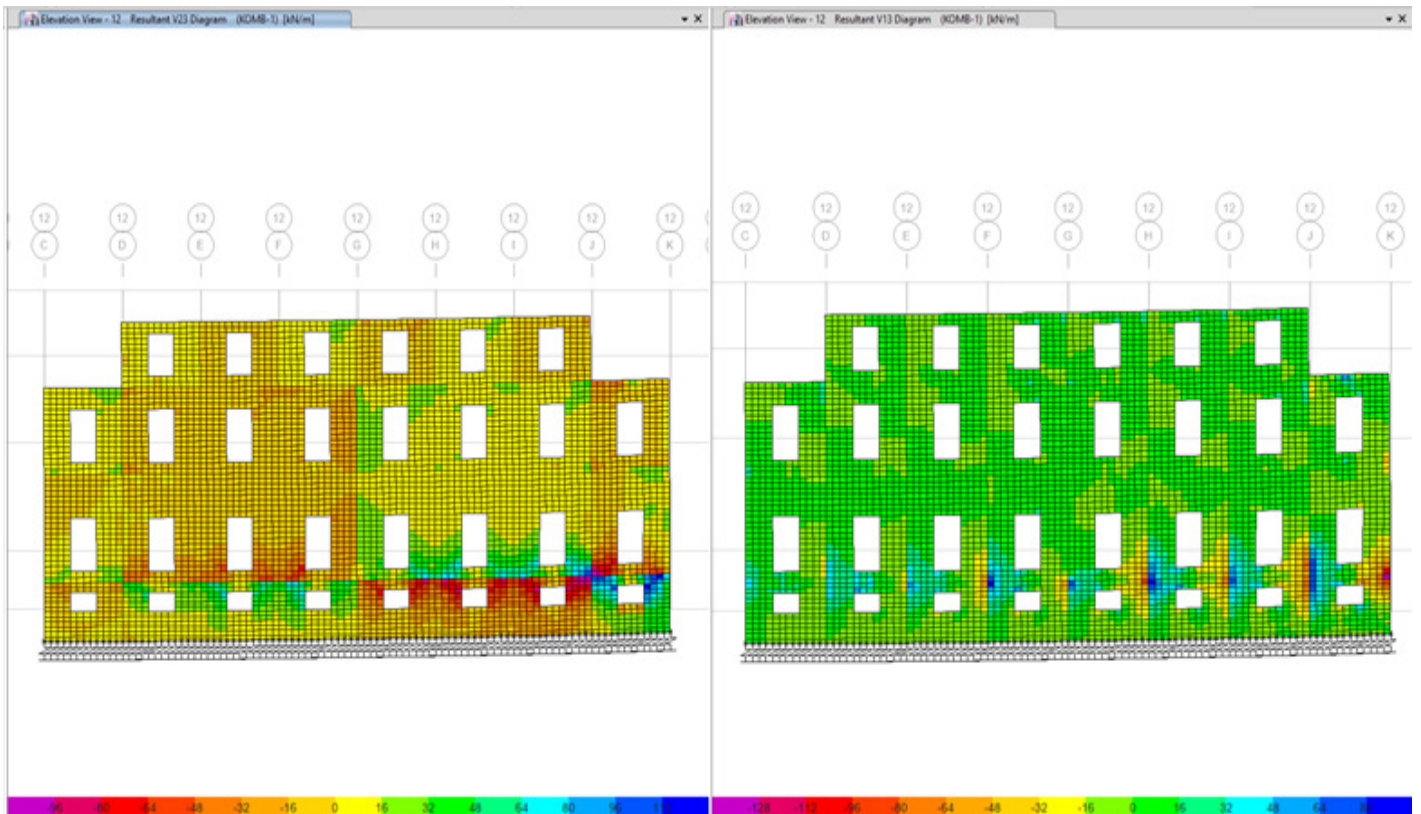 Elevation View - 12 Resultant V23 Diagram (KOMB-1) [kN/m]
Elevation View - 12 Resultant V13 Diagram (KOMB-1) [kN/m]
12 12 12 12 12 12 12 12 12
C D E F G H I J K
12 12 12 12 12 12 12 12 12
C D E F G H I J K
-96 -80 -64 -48 -32 -16 0 16 32 48 64 80 96
-128 -112 -96 -80 -64 -48 -32 -16 0 16 32 48 64